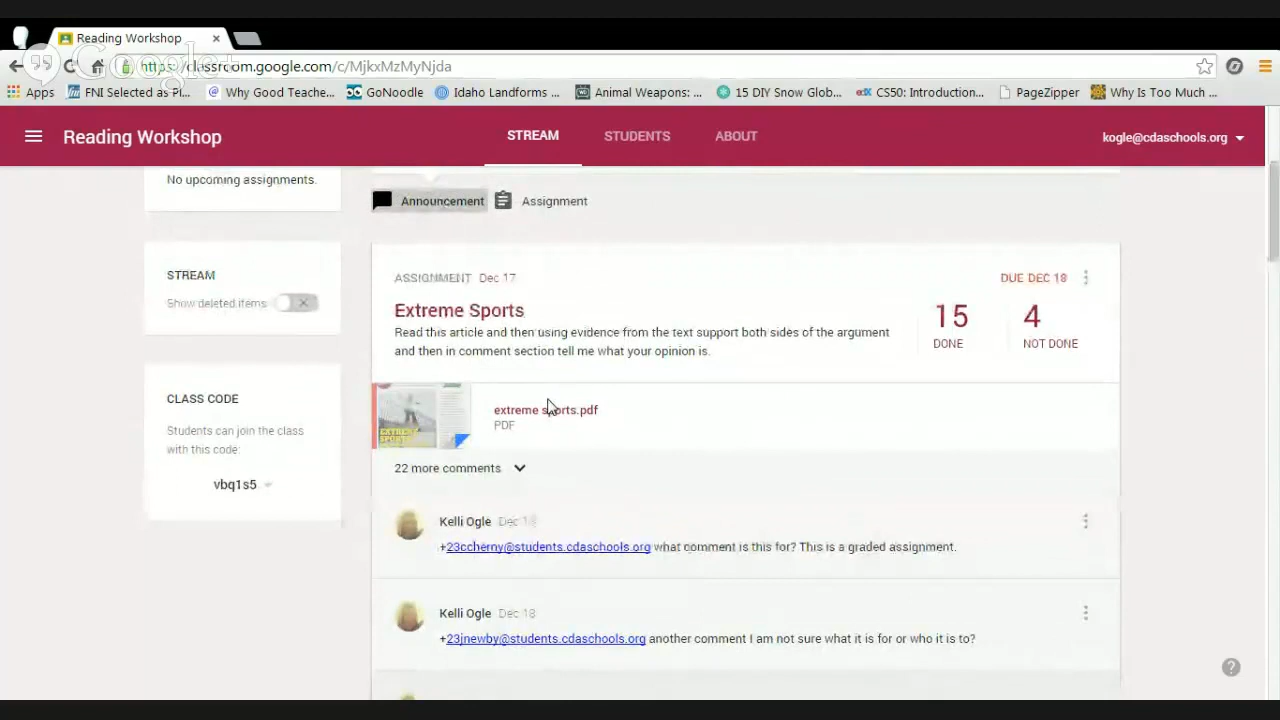 Reading Workshop ×
Google+
https://classroom.google.com/c/MjkxMzMyNjda
Apps FNI Selected as Pl... Why Good Teache... GoNoodle Idaho Landforms ... Animal Weapons: ... 15 DIY Snow Glob... edX CS50: Introduction... PageZipper Why Is Too Much ...
Reading Workshop STREAM STUDENTS ABOUT kogle@cdaschools.org
No upcoming assignments.
Announcement Assignment
STREAM
Show deleted items
CLASS CODE
Students can join the class
with this code:
vbq1s5
ASSIGNMENT Dec 17 DUE DEC 18
Extreme Sports
Read this article and then using evidence from the text support both sides of the argument
and then in comment section tell me what your opinion is.
15 4
DONE NOT DONE
extreme sports.pdf
PDF
22 more comments
Kelli Ogle Dec
+23ccherny@students.cdaschools.org what comment is this for? This is a graded assignment.
Kelli Ogle Dec 18
+23jnewby@students.cdaschools.org another comment I am not sure what it is for or who it is to?